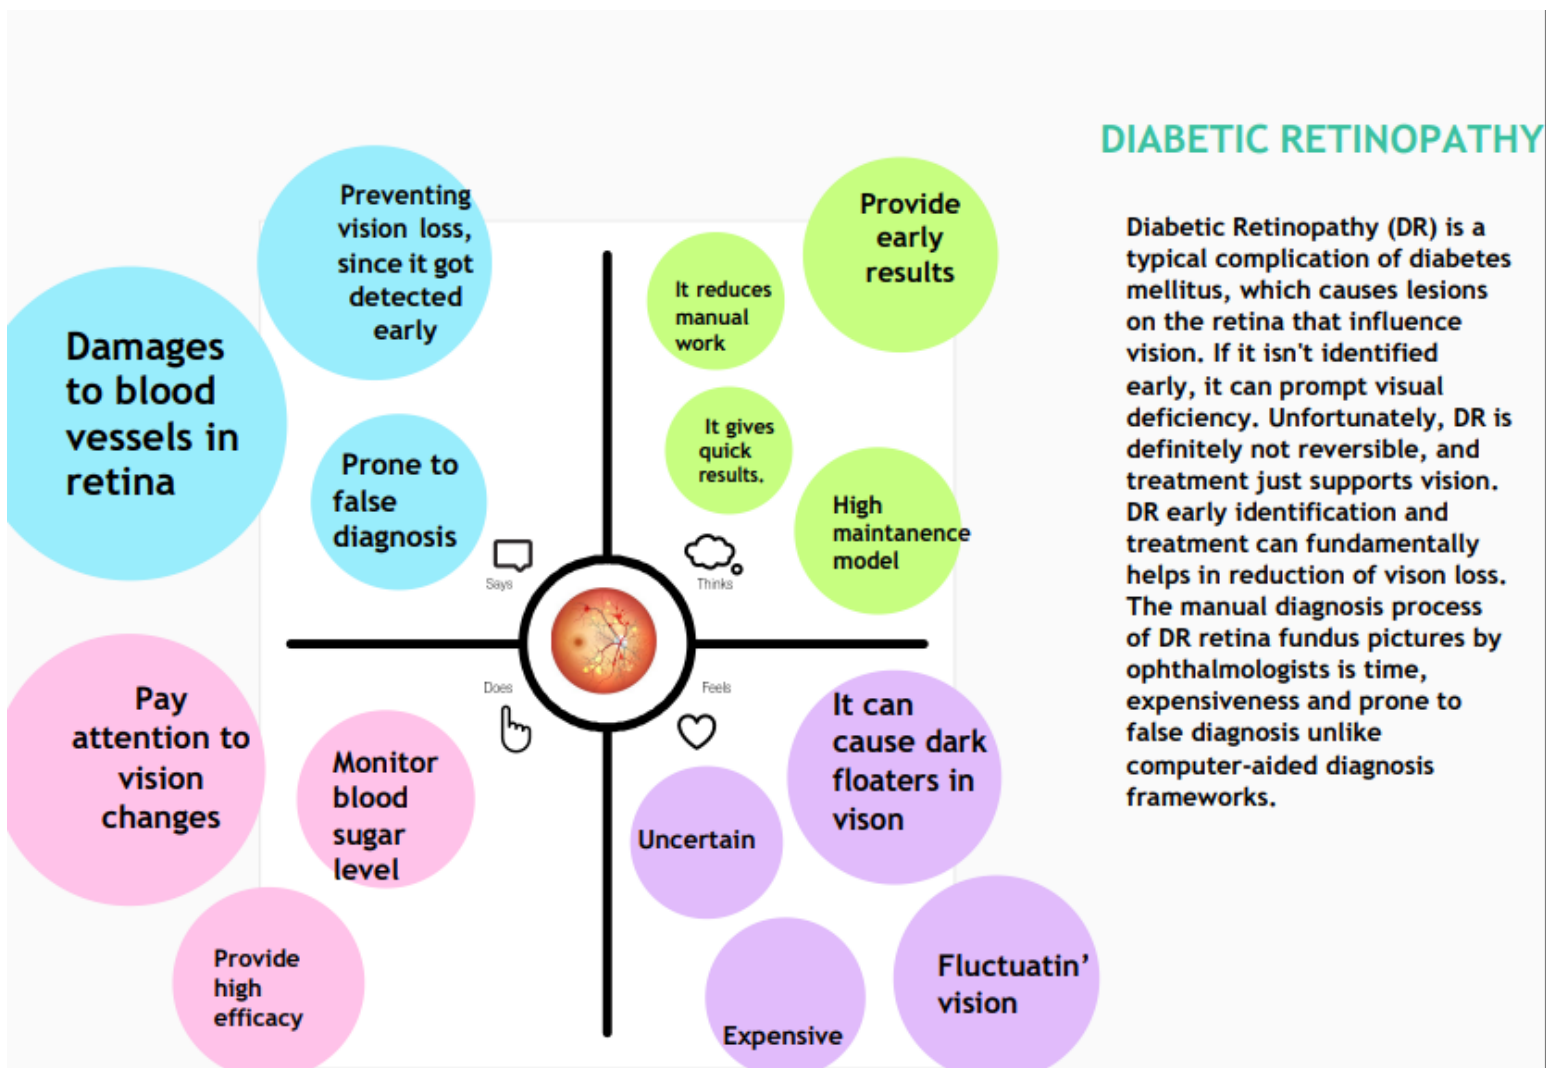 DIABETIC RETINOPATHY
Preventing
vision loss,
since it got
detected
early
Damages
to blood
vessels in
retina
Prone to
false
diagnosis
Says
Provide
early
results
It reduces
manual
work
It gives
quick
results.
High
maintanence
model
Thinks
Does
Pay
attention to
vision
changes
Monitor
blood
sugar
level
Provide
high
efficacy
Feels
It can
cause dark
floaters in
vison
Uncertain
Expensive
Fluctuatin’
vision
Diabetic Retinopathy (DR) is a
typical complication of diabetes
mellitus, which causes lesions
on the retina that influence
vision. If it isn't identified
early, it can prompt visual
deficiency. Unfortunately, DR is
definitely not reversible, and
treatment just supports vision.
DR early identification and
treatment can fundamentally
helps in reduction of vison loss.
The manual diagnosis process
of DR retina fundus pictures by
ophthalmologists is time,
expensiveness and prone to
false diagnosis unlike
computer-aided diagnosis
frameworks.